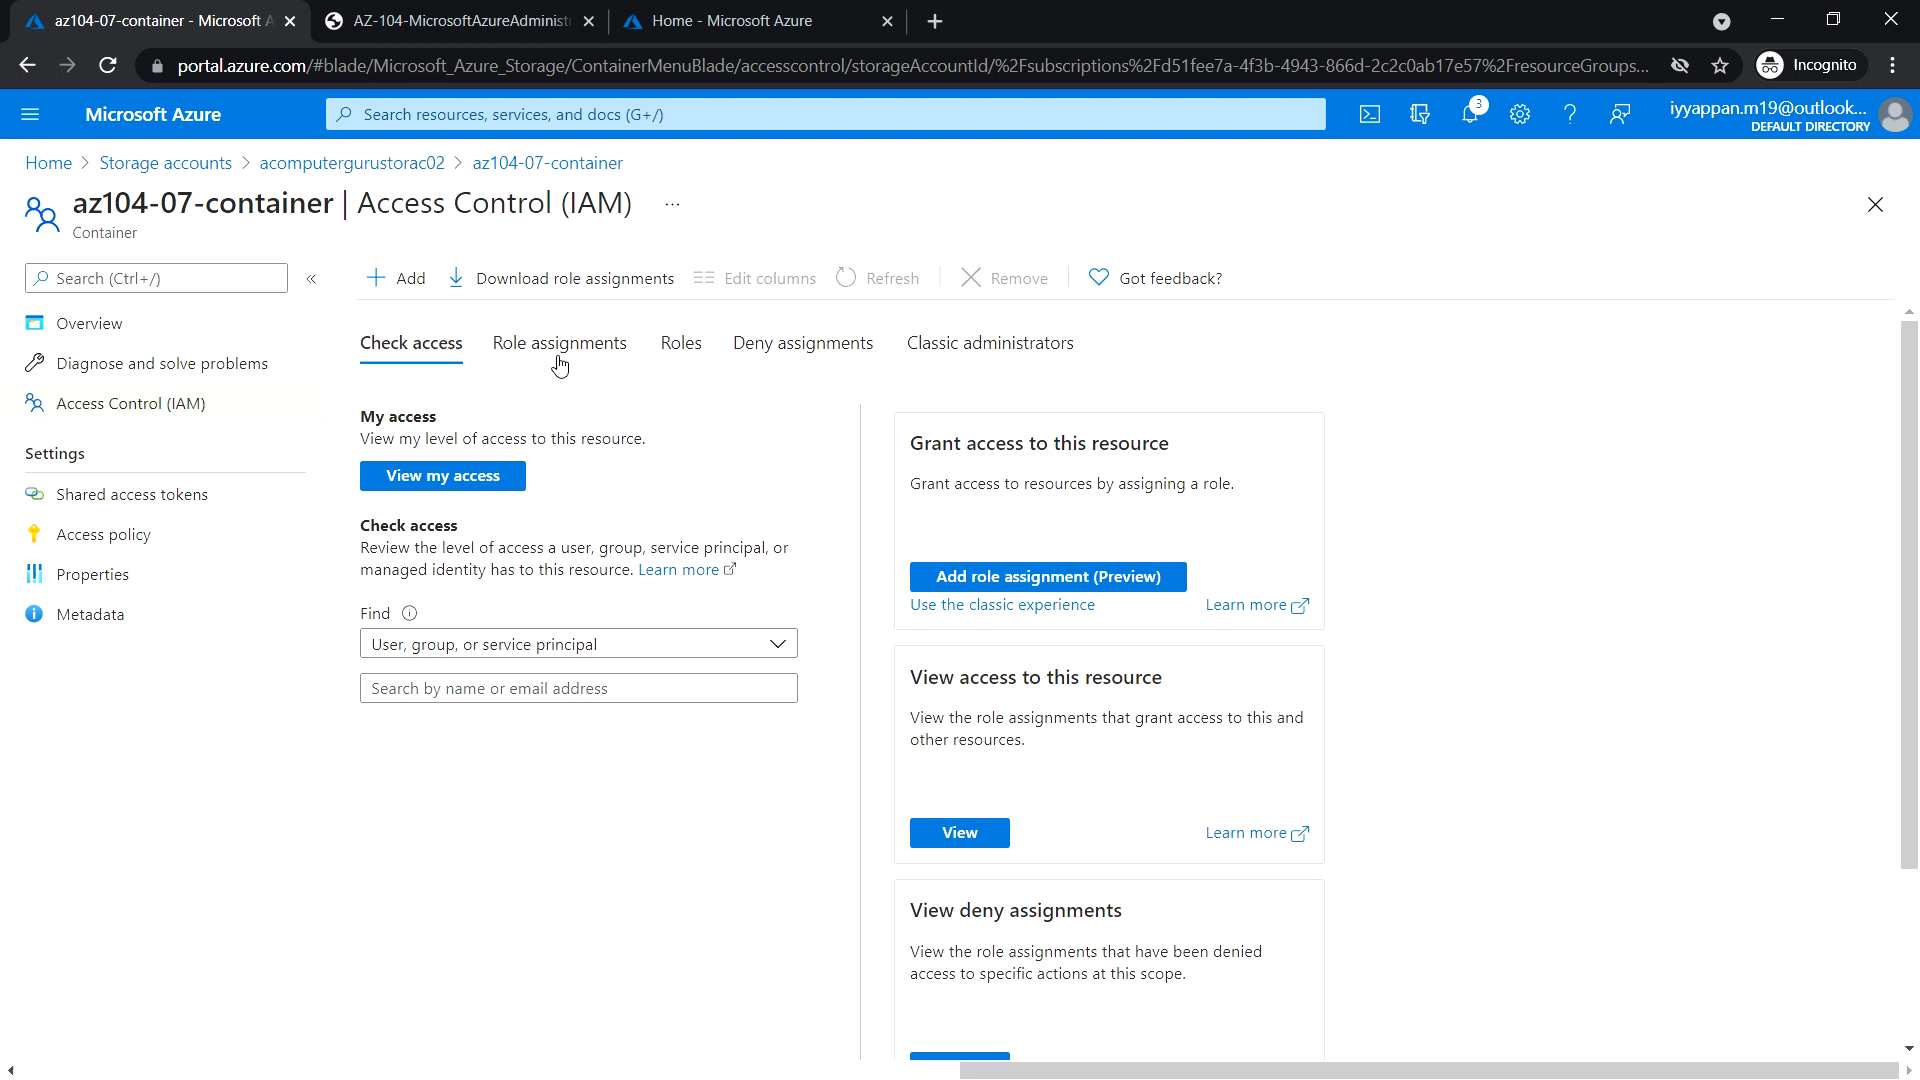 az104-07-container - Microsoft A
AZ-104-MicrosoftAzureAdminist
Home - Microsoft Azure
portal.azure.com/#blade/Microsoft_Azure_Storage/ContainerMenuBlade/accesscontrol/storageAccountId/%2Fsubscriptions%2Fd51fee7a-4f3b-4943-866d-2c2c0ab17e57%2FresourceGroups...
Incognito
Microsoft Azure
Search resources, services, and docs (G+/)
3
iyyappan.m19@outlook...
DEFAULT DIRECTORY
Home > Storage accounts > acomputergurustorac02 > az104-07-container
az104-07-container | Access Control (IAM) ...
Container
Search (Ctrl+/) «
Add Download role assignments Edit columns Refresh Remove Got feedback?
Overview
Diagnose and solve problems
Access Control (IAM)
Settings
Shared access tokens
Access policy
Properties
Metadata
Check access Role assignments Roles Deny assignments Classic administrators
My access
View my level of access to this resource.
View my access
Check access
Review the level of access a user, group, service principal, or
managed identity has to this resource. Learn more
Find
User, group, or service principal
Search by name or email address
Grant access to this resource
Grant access to resources by assigning a role.
Add role assignment (Preview)
Use the classic experience Learn more
View access to this resource
View the role assignments that grant access to this and
other resources.
View Learn more
View deny assignments
View the role assignments that have been denied
access to specific actions at this scope.